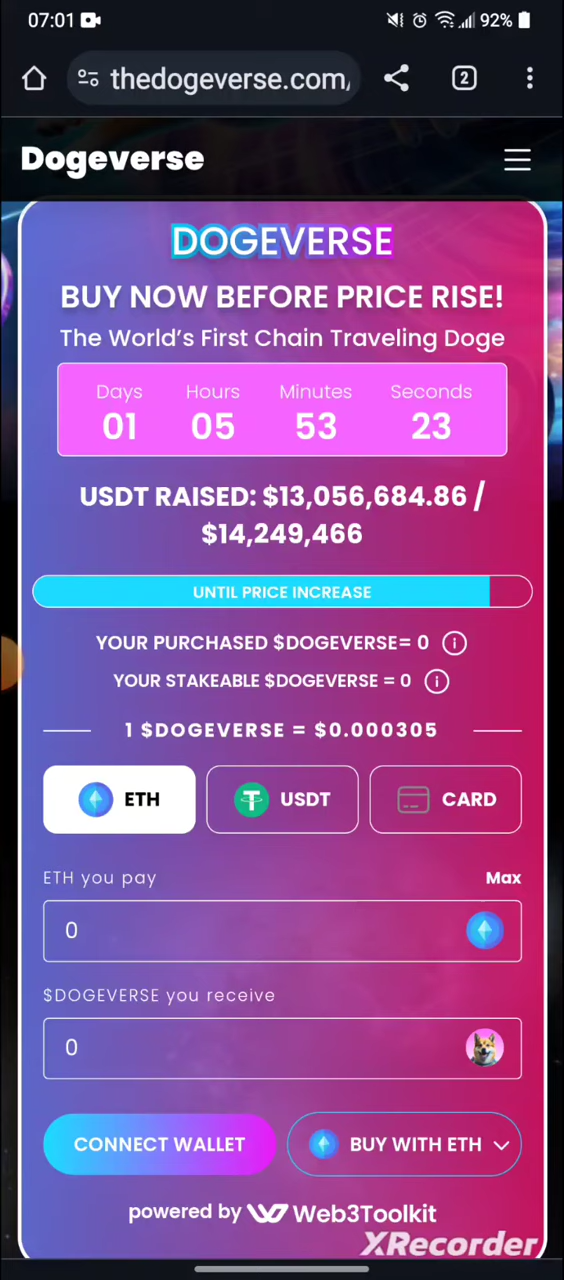 07:01 92%
thedogeverse.com/ 2
Dogeverse
DOGEVERSE
BUY NOW BEFORE PRICE RISE!
The World's First Chain Traveling Doge
Days Hours Minutes Seconds
01 05 53 23
USDT RAISED: $13,056,684.86 /
$14,249,466
UNTIL PRICE INCREASE
YOUR PURCHASED $DOGEVERSE= 0 i
YOUR STAKEABLE $DOGEVERSE = 0 i
1 $DOGEVERSE = $0.000305
ETH USDT CARD
ETH you pay Max
0
$DOGEVERSE you receive
0
CONNECT WALLET BUY WITH ETH
powered by Web3Toolkit
XRecorder